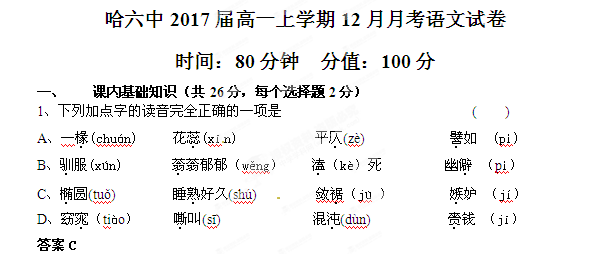 哈六中 2017 届高一上学期 12 月月考语文试卷
时间：80 分钟 分值：100 分
一、 课内基础知识（共 26 分，每个选择题 2 分）
1、下列加点字的读音完全正确的一项是 （ ）
A、一椽(chuán) 花蕊(xín) 平仄(zè) 譬如 (pì)
B、驯服(xún) 蓊蓊郁郁 (wěng) 溘 (kè) 死 幽僻 (pì)
C、椭圆(tuǒ) 睡熟好久(shú) 敛裾 (jū ) 嫉妒 (jí)
D、窈窕 (tiào) 嘶叫(sī) 混沌(dùn) 赍钱 (jí)
答案 C